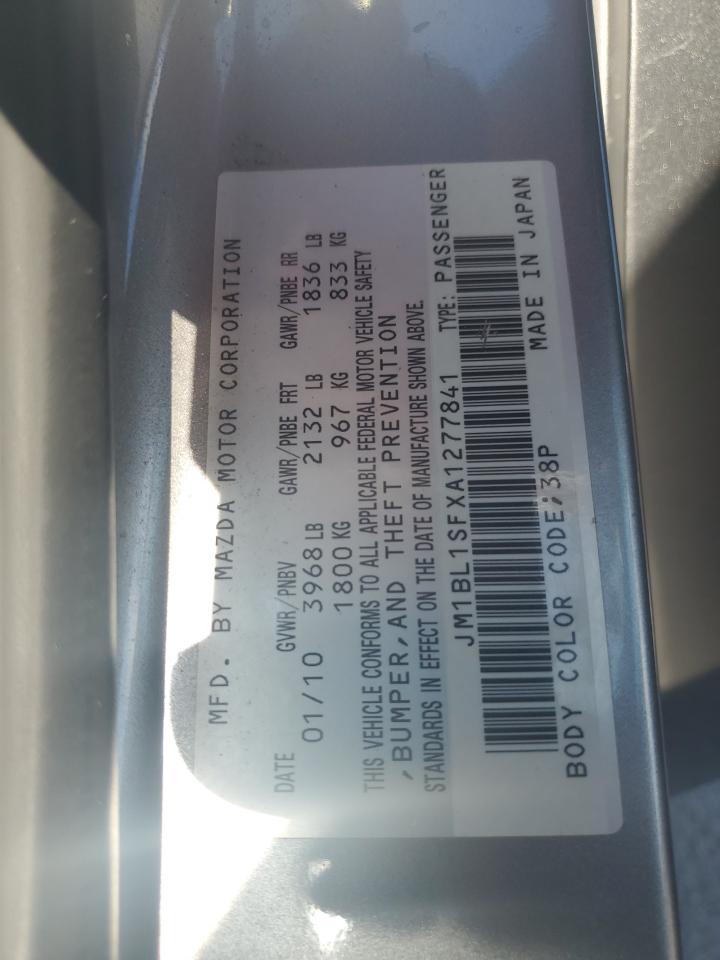 MFD. BY MAZDA MOTOR CORPORATION
DATE GVWR/PNBV GAWR/PNBE FRT GAWR/PNBE RR
01/10 3968 LB 2132 LB 1836 LB
1800 KG 967 KG 833 KG
THIS VEHICLE CONFORMS TO ALL APPLICABLE FEDERAL MOTOR VEHICLE SAFETY
,BUMPER,AND THEFT PREVENTION
STANDARDS IN EFFECT ON THE DATE OF MANUFACTURE SHOWN ABOVE.
JM1BL1SFXA1277841 TYPE: PASSENGER
BODY COLOR CODE;38P MADE IN JAPAN